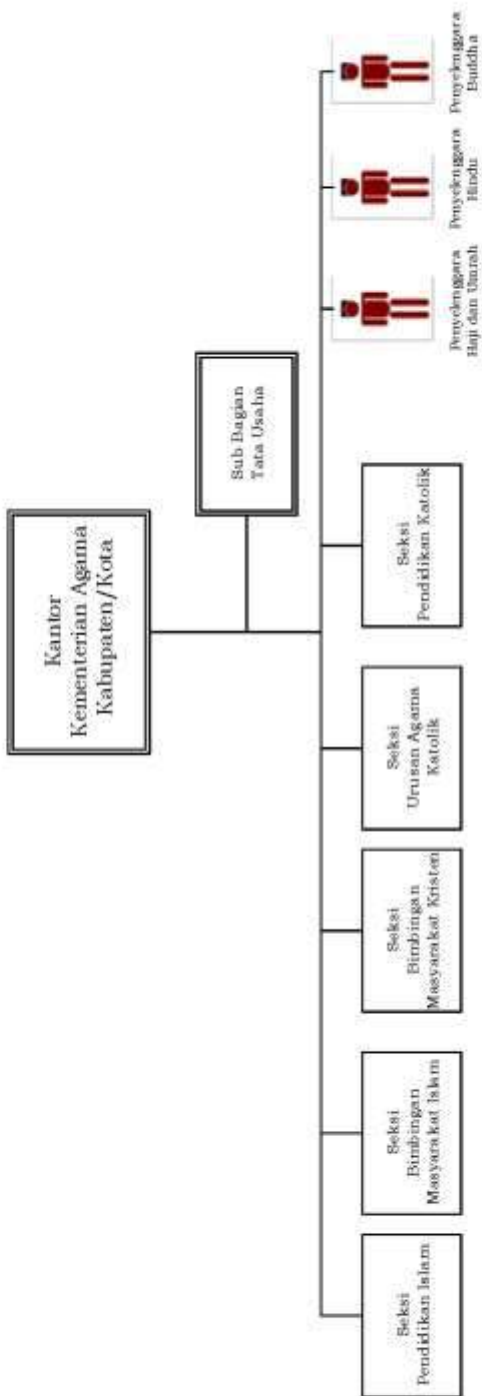 Kantor
Kementerian Agama
Kabupaten/Kota
Sub Bagian
Tata Usaha
Seksi
Pendidikan Islam
Seksi
Bimbingan
Masyarakat Islam
Seksi
Bimbingan
Masyarakat Kristen
Seksi
Urusan Agama
Katolik
Seksi
Pendidikan Katolik
Penyelenggara
Haji dan Umrah
Penyelenggara
Hindu
Penyelenggara
Buddha